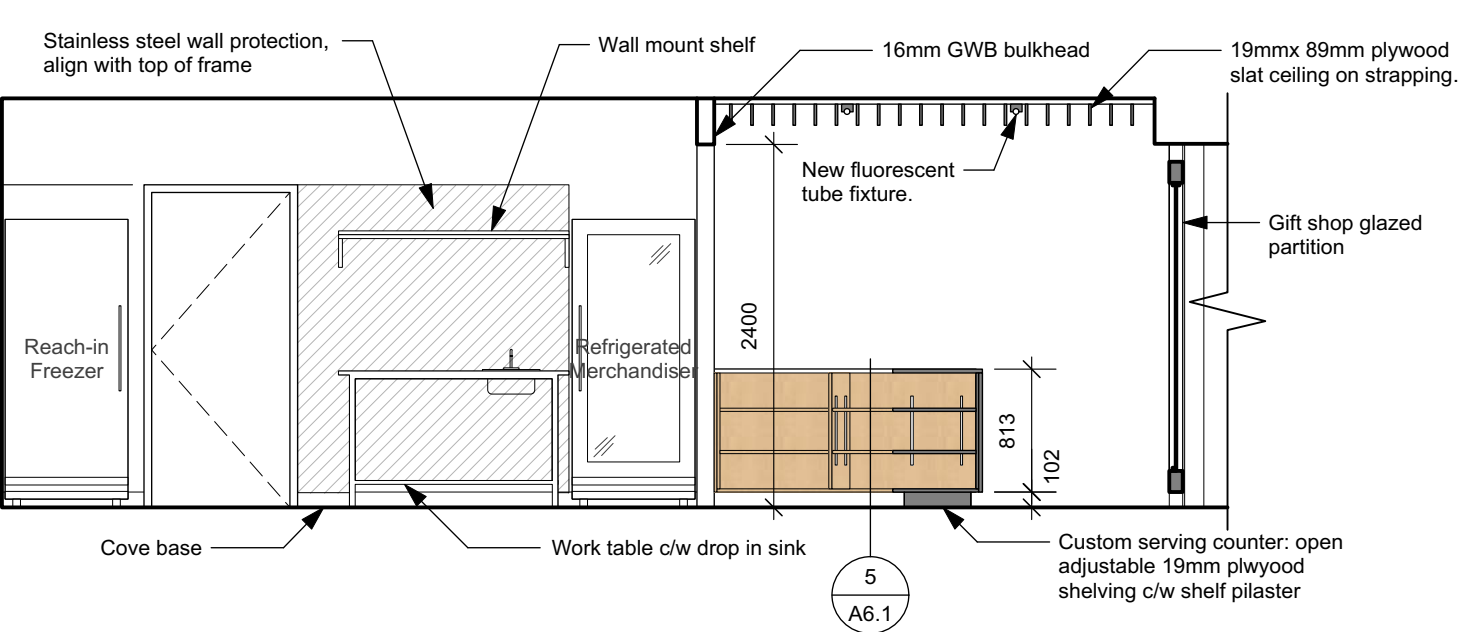 Stainless steel wall protection,
align with top of frame
Wall mount shelf
16mm GWB bulkhead
19mmx 89mm plywood
slat ceiling on strapping.
New fluorescent
tube fixture.
Gift shop glazed
partition
Reach-in
Freezer
Refrigerated
Merchandiser
2400
813
102
Cove base
Work table c/w drop in sink
Custom serving counter: open
adjustable 19mm plwyood
shelving c/w shelf pilaster
5
A6.1